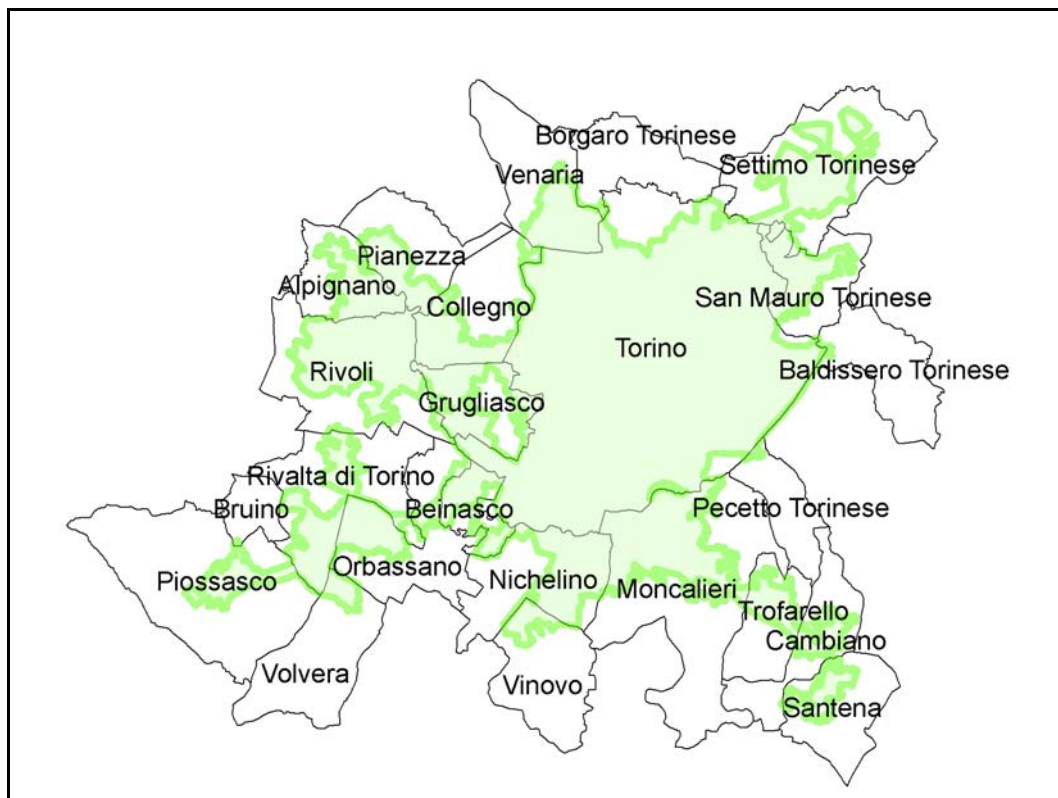 Borgaro Torinese
Settimo Torinese
Venaria
Pianezza
Alpignano
Collegno
San Mauro Torinese
Torino
Rivoli
Baldissero Torinese
Grugliasco
Rivalta di Torino
Bruino
Beinasco
Pecetto Torinese
Orbassano
Piossasco
Nichelino
Moncalieri
Trofarello
Cambiano
Volvera
Vinovo
Santena